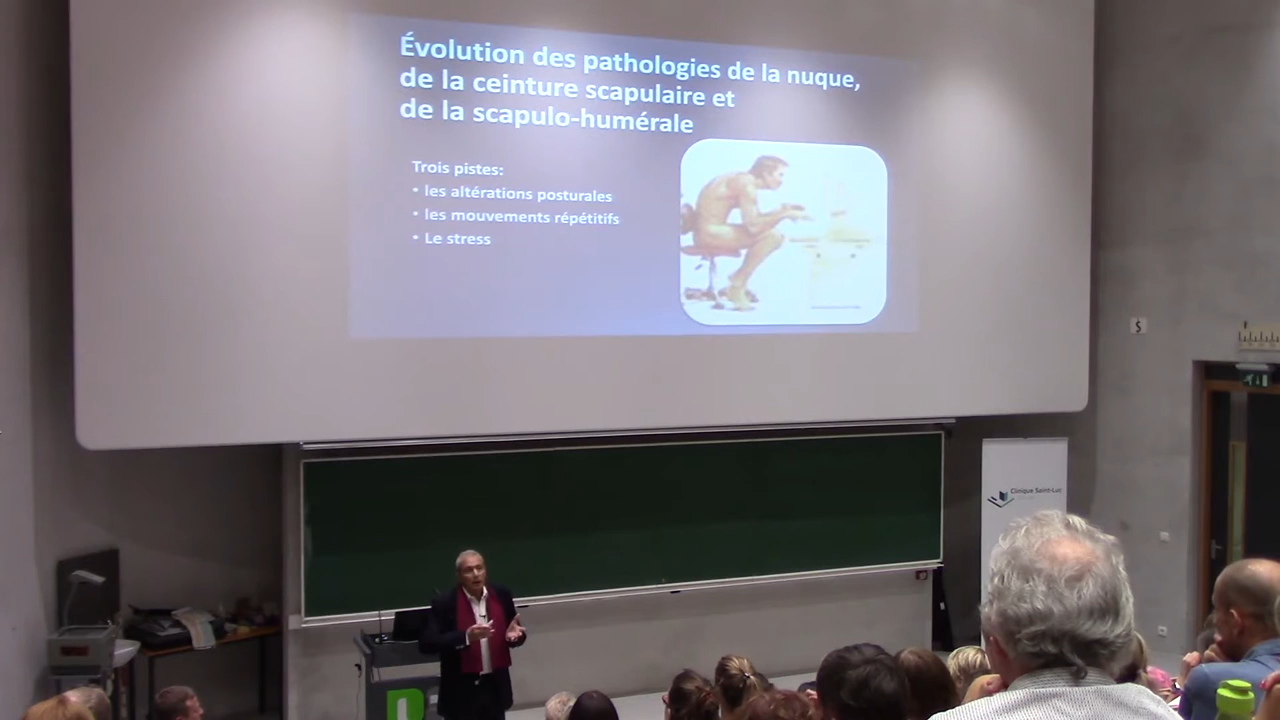 Évolution des pathologies de la nuque,
de la ceinture scapulaire et
de la scapulo-humérale
Trois pistes:
• les altérations posturales
• les mouvements répétitifs
• Le stress
Clinique Saint-Luc
S